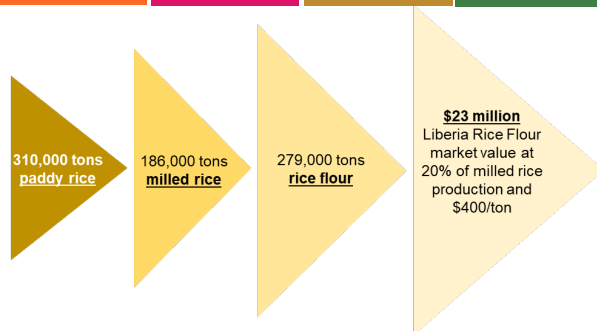 310,000 tons
paddy rice
186,000 tons
milled rice
279,000 tons
rice flour
$23 million
Liberia Rice Flour
market value at
20% of milled rice
production and
$400/ton